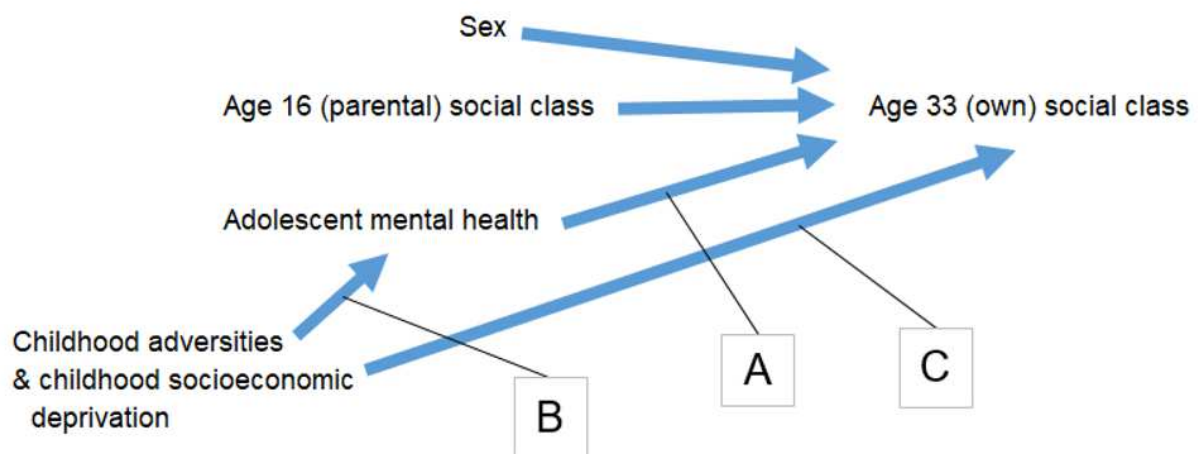 Sex
Age 16 (parental) social class
Age 33 (own) social class
Adolescent mental health
Childhood adversities
& childhood socioeconomic
deprivation
A
C
B